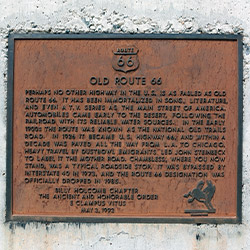 ROUTE
66
OLD ROUTE 66
PERHAPS NO OTHER HIGHWAY IN THE U.S. IS AS FABLED AS OLD
ROUTE 66. IT HAS BEEN IMMORTALIZED IN SONG, LITERATURE,
AND EVEN A T.V. SERIES AS THE MAIN STREET OF AMERICA.
AUTOMOBILES CAME EARLY TO THE DESERT, FOLLOWING THE
RAILROAD WITH ITS RELIABLE WATER SOURCES. IN THE EARLY
1900S THE ROUTE WAS KNOWN AS THE NATIONAL OLD TRAILS
ROAD. IN 1926 IT BECAME U.S. HIGHWAY 66, AND WITHIN A
DECADE WAS PAVED ALL THE WAY FROM L.A. TO CHICAGO.
HEAVY TRAVEL BY DUSTBOWL EMIGRANTS LED JOHN STEINBECK
TO LABEL IT THE MOTHER ROAD. CHAMBLESS, WHERE YOU NOW
STAND, WAS A TYPICAL ROADSIDE STOP. IT WAS BYPASSED BY
INTERSTATE 40 IN 1973, AND THE ROUTE 66 DESIGNATION WAS
OFFICIALLY DROPPED IN 1985.
BILLY HOLCOMB CHAPTER
THE ANCIENT AND HONORABLE ORDER
E CLAMPUS VITUS
MAY 3, 1992